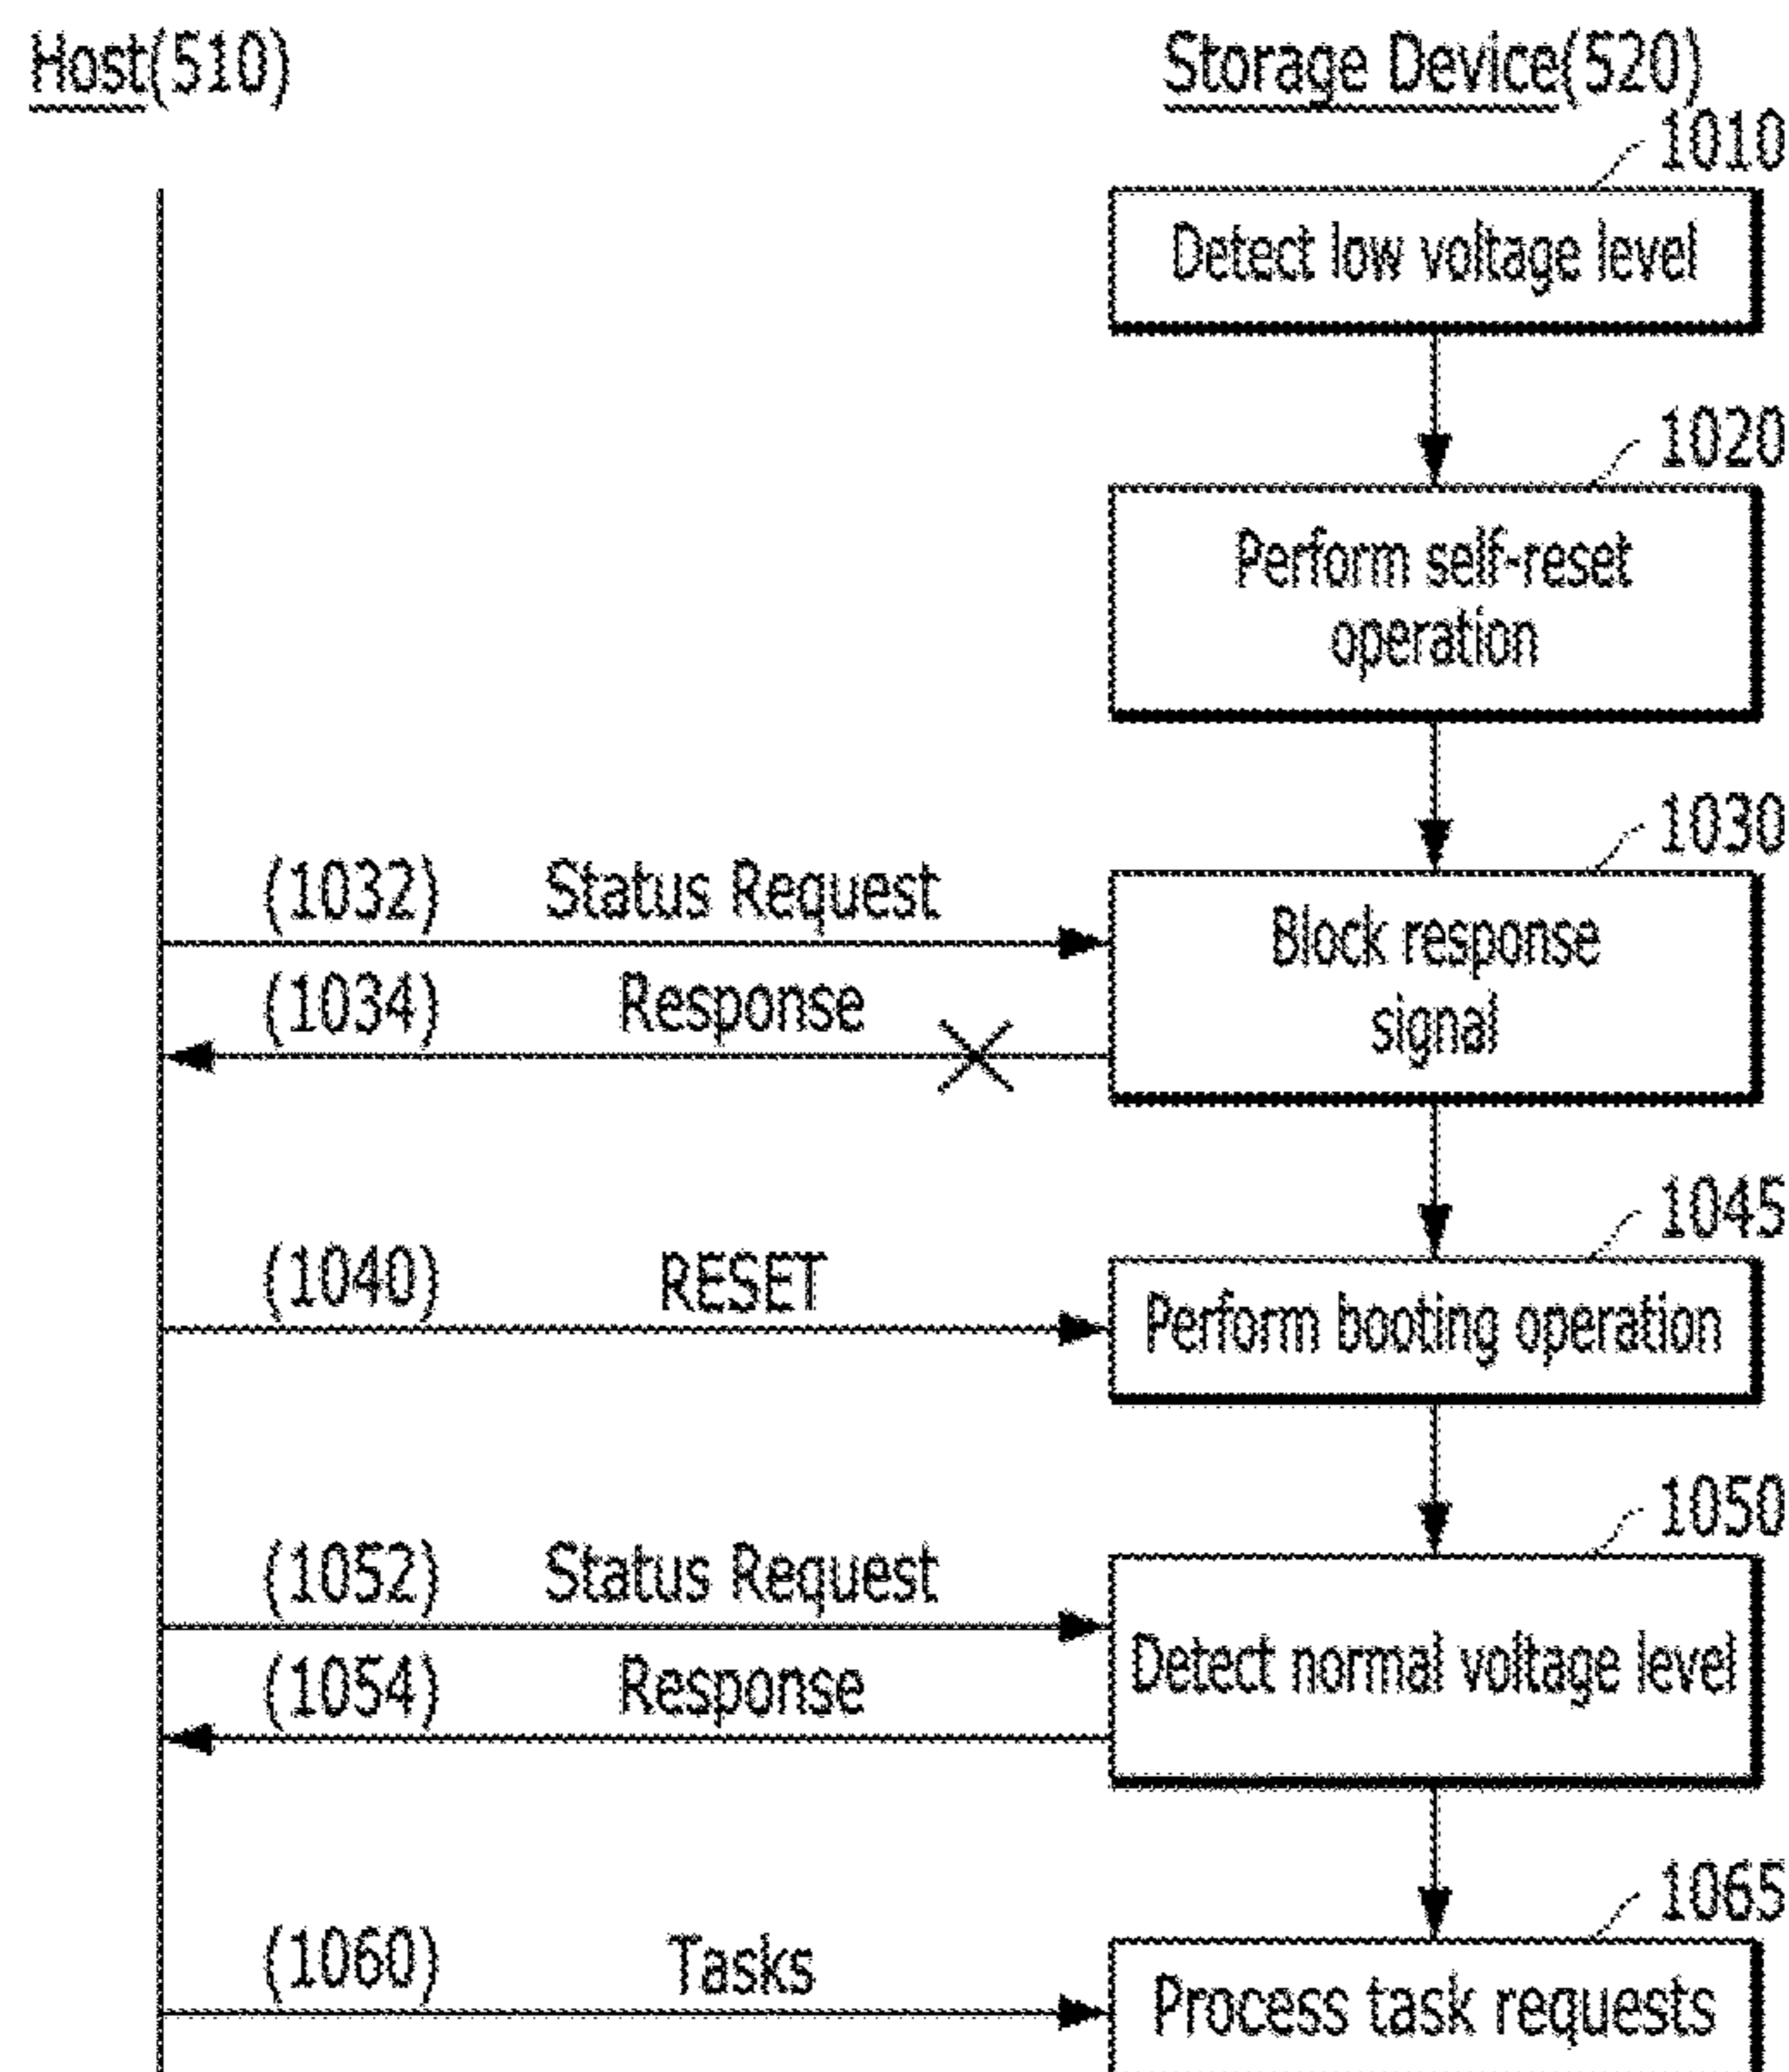 Host(510)
Storage Device(520)
1010
Detect low voltage level
1020
Perform self-reset
operation
1030
(1032) Status Request
Block response
signal
(1034) Response
1045
(1040) RESET
Perform booting operation
1050
(1052) Status Request
Detect normal voltage level
(1054) Response
1065
(1060) Tasks
Process task requests